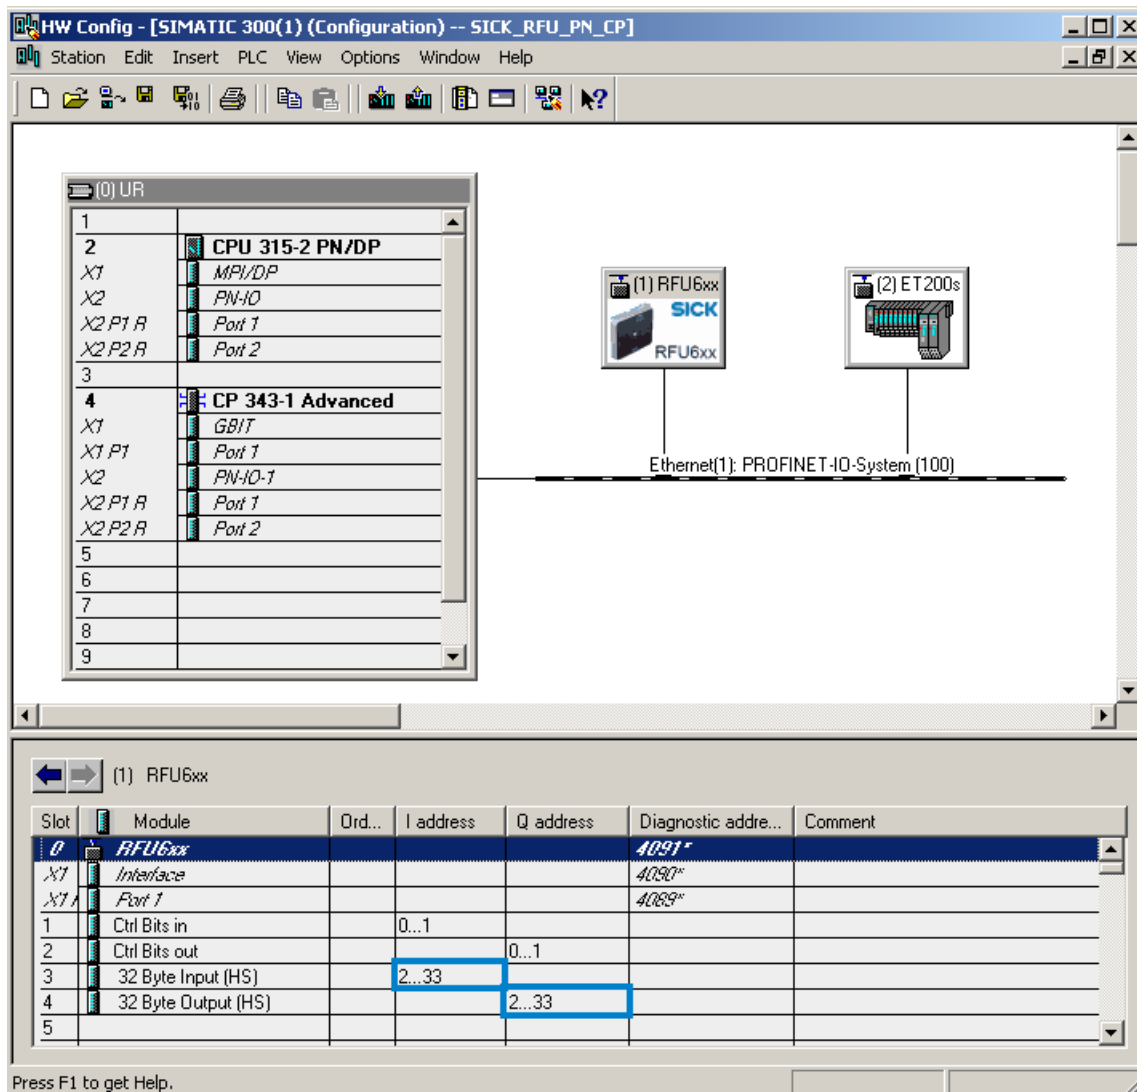 HW Config - [SIMATIC 300(1) (Configuration) -- SICK_RFU_PN_CP]
Station Edit Insert PLC View Options Window Help
(0) UR
1
2 CPU 315-2 PN/DP
X1 MPI/DP
X2 PN-IO
X2 P1 R Port 1
X2 P2 R Port 2
3
4 CP 343-1 Advanced
X1 GBIT
X1 P1 Port 1
X2 PN-IO-1
X2 P1 R Port 1
X2 P2 R Port 2
5
6
7
8
9
(1) RFU6xx
SICK
RFU6xx
(2) ET200s
Ethernet(1): PROFINET-IO-System (100)
(1) RFU6xx
Slot Module Ord... I address Q address Diagnostic addre... Comment
0 RFU6xx 4091*
X1 Interface 4090*
X1 Port 1 4089*
1 Ctrl Bits in 0...1
2 Ctrl Bits out 0...1
3 32 Byte Input (HS) 2...33
4 32 Byte Output (HS) 2...33
5
Press F1 to get Help.